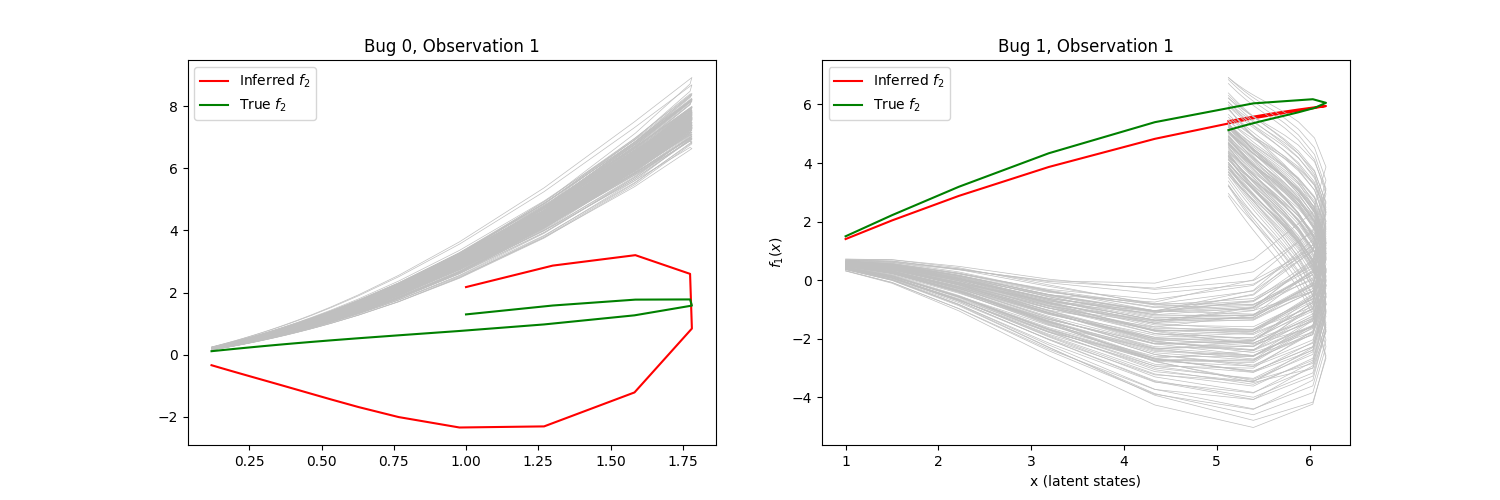 Bug 0, Observation 1
Inferred f₂
True f₂
8
6
4
2
0
−2
0.25 0.50 0.75 1.00 1.25 1.50 1.75
Bug 1, Observation 1
Inferred f₂
True f₂
f₁(x)
6
4
2
0
−2
−4
1 2 3 4 5 6
x (latent states)